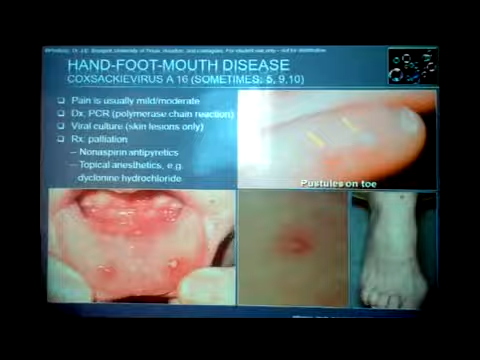 HAND-FOOT-MOUTH DISEASE
COXSACKIEVIRUS A 16 (SOMETIMES: 5, 9,10)
❑ Pain is usually mild/moderate
❑ Dx, PCR (polymerase chain reaction)
❑ Viral culture (skin lesions only)
❑ Rx: palliation
– Nonaspirin antipyretics
– Topical anesthetics, e.g.
dyclonine hydrochloride
Pustules on toe